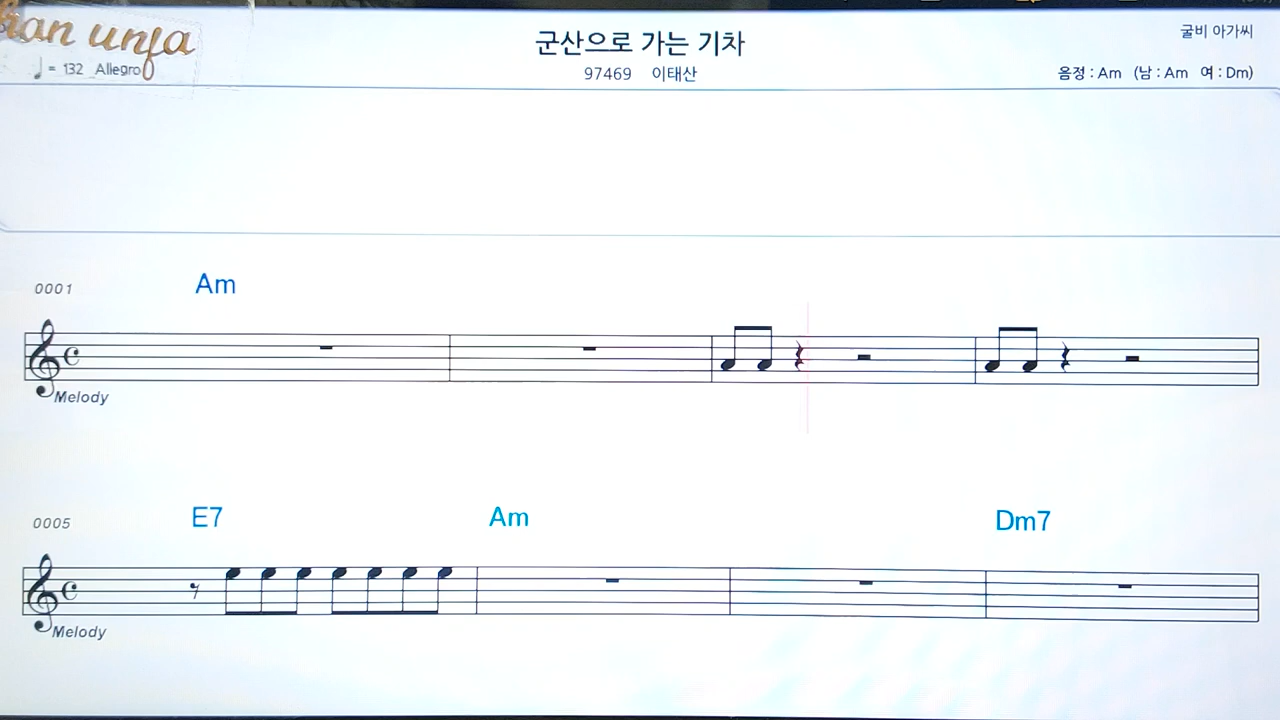 unja
군산으로 가는 기차
굴비 아가씨
♩= 132 Allegro
97469 이태산
음정 : Am (남 : Am 여 : Dm)
0001
Am
Melody
0005
E7 Am Dm7
Melody